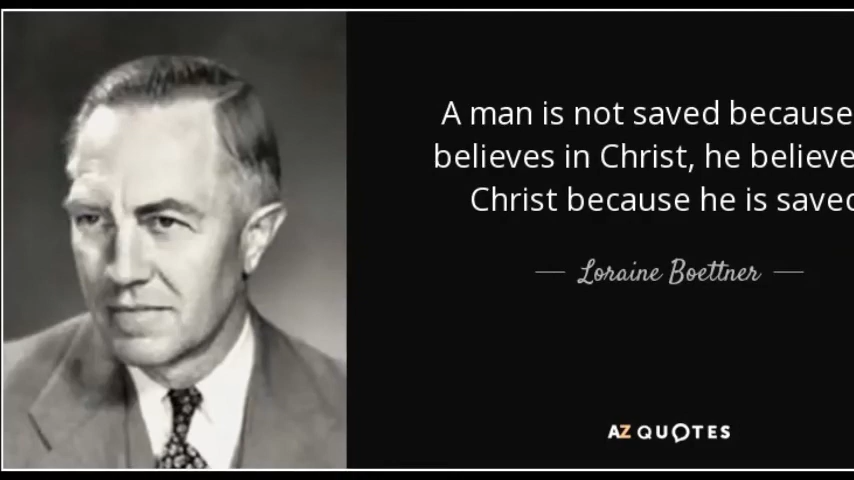 A man is not saved because
believes in Christ, he believe
Christ because he is saved
— Loraine Boettner —
AZ QUOTES